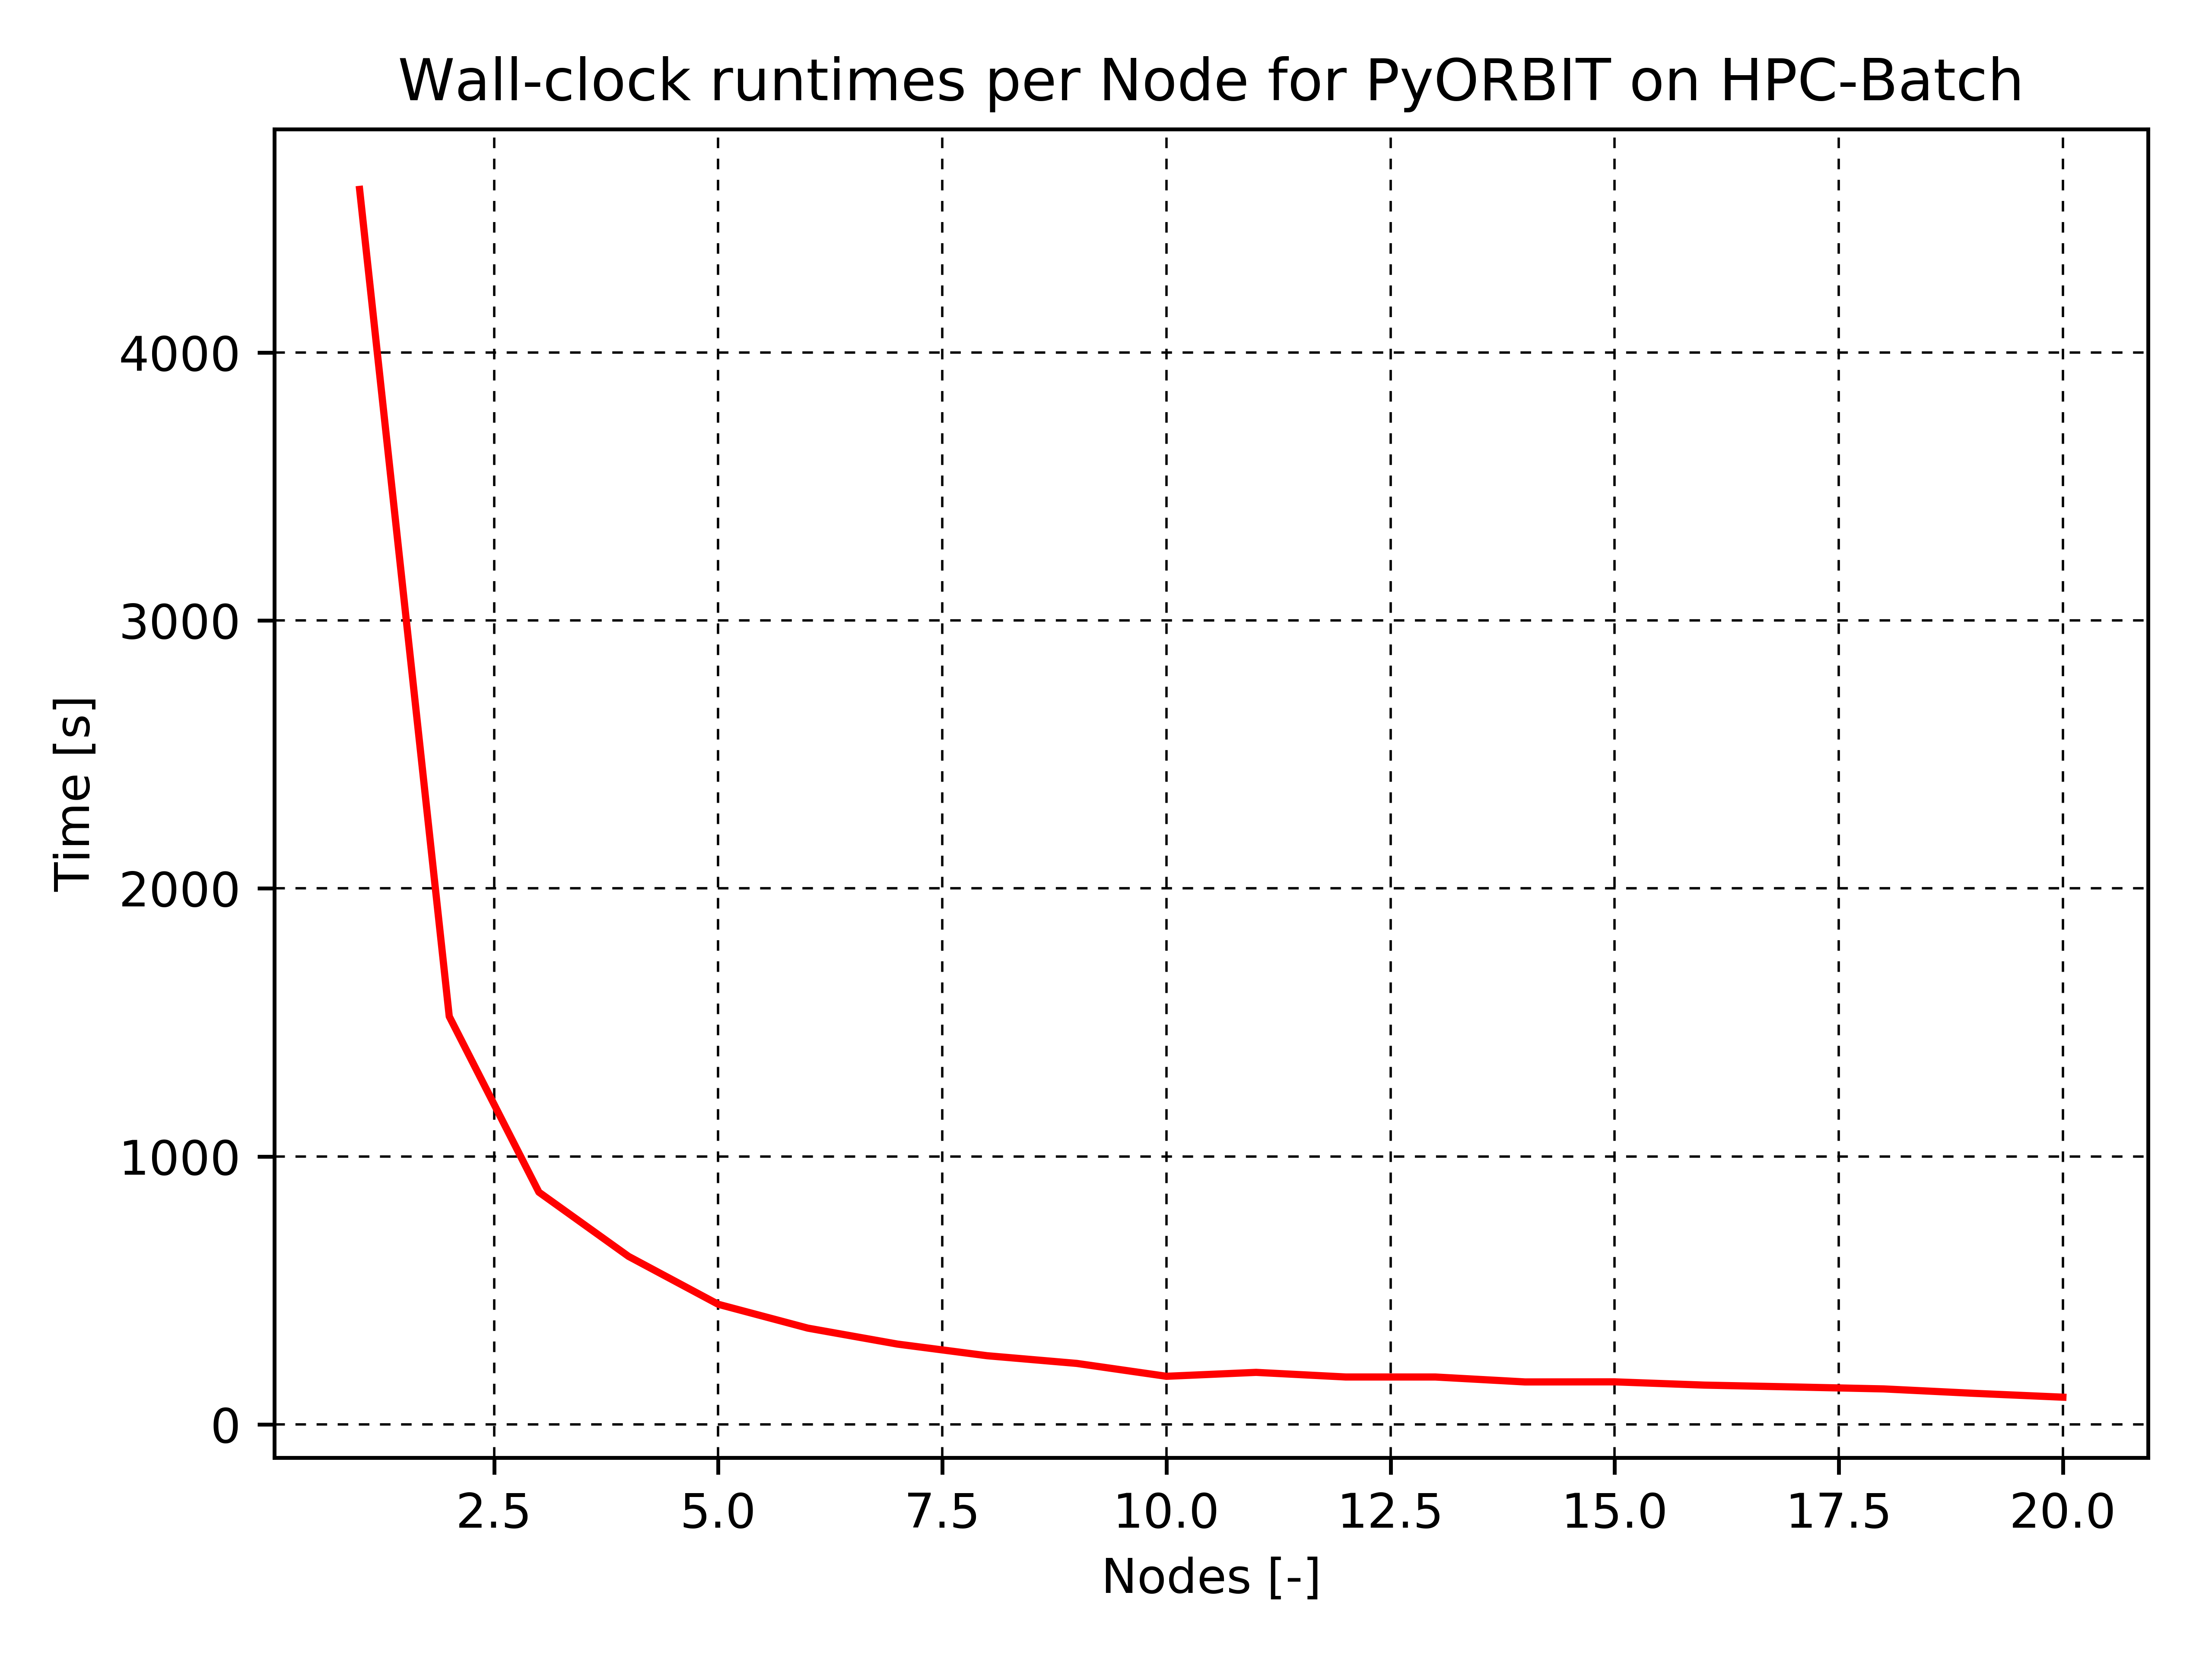 Wall-clock runtimes per Node for PyORBIT on HPC-Batch
4000
3000
2000
1000
0
Time [s]
2.5 5.0 7.5 10.0 12.5 15.0 17.5 20.0
Nodes [-]